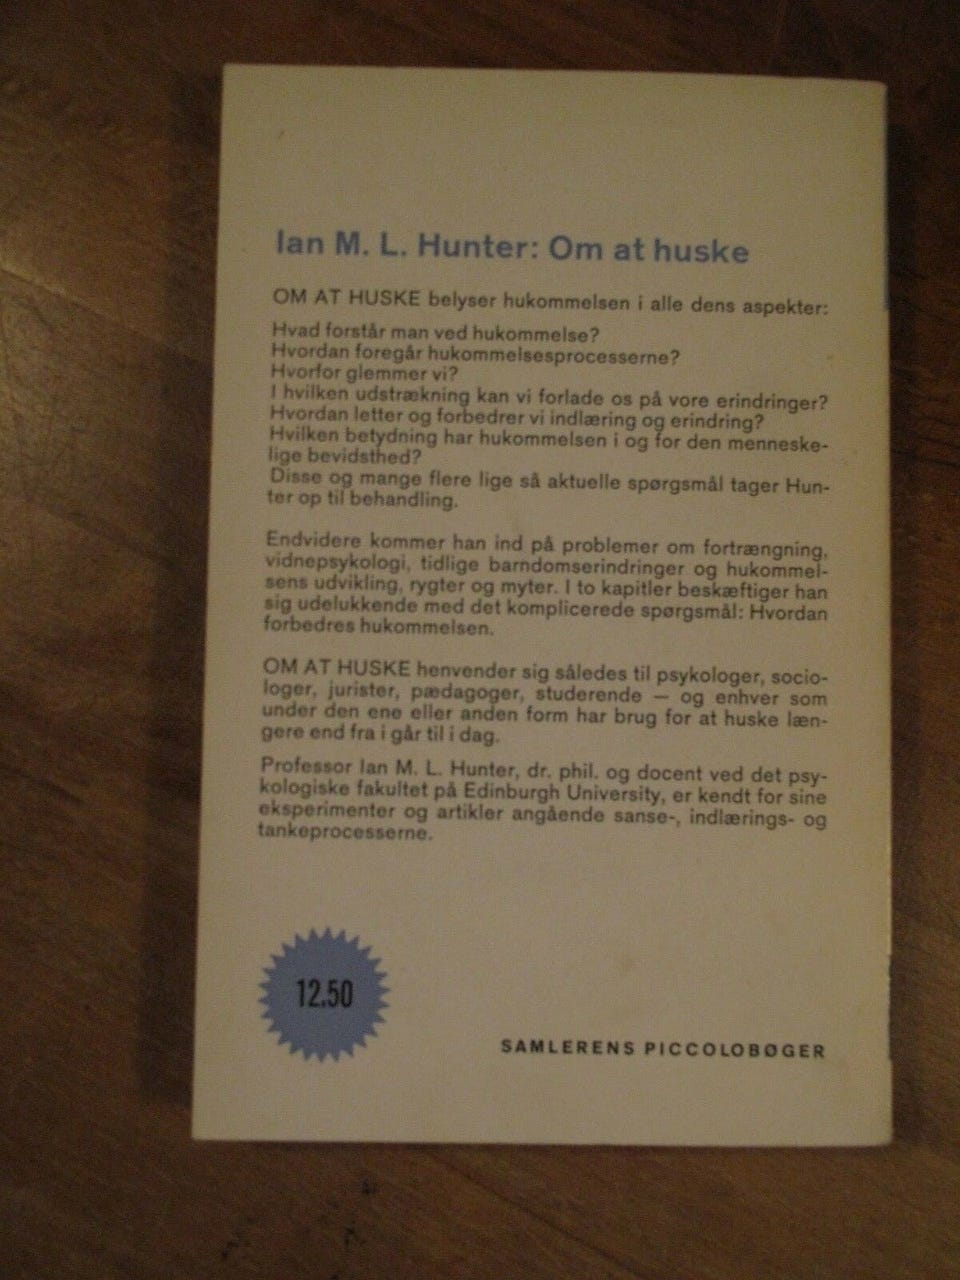 Ian M. L. Hunter: Om at huske
OM AT HUSKE belyser hukommelsen i alle dens aspekter:
Hvad forstår man ved hukommelse?
Hvordan foregår hukommelsesprocesserne?
Hvorfor glemmer vi?
I hvilken udstrækning kan vi forlade os på vore erindringer?
Hvordan letter og forbedrer vi indlæring og erindring?
Hvilken betydning har hukommelsen i og for den menneske-
lige bevidsthed?
Disse og mange flere lige så aktuelle spørgsmål tager Hun-
ter op til behandling.
Endvidere kommer han ind på problemer om fortrængning,
vidnepsykologi, tidlige barndomserindringer og hukommel-
sens udvikling, rygter og myter. I to kapitler beskæftiger han
sig udelukkende med det komplicerede spørgsmål: Hvordan
forbedres hukommelsen.
OM AT HUSKE henvender sig således til psykologer, socio-
loger, jurister, pædagoger, studerende — og enhver som
under den ene eller anden form har brug for at huske læn-
gere end fra i går til i dag.
Professor Ian M. L. Hunter, dr. phil. og docent ved det psy-
kologiske fakultet på Edinburgh University, er kendt for sine
eksperimenter og artikler angående sanse-, indlærings- og
tankeprocesserne.
12.50
SAMLERENS PICCOLOBØGER